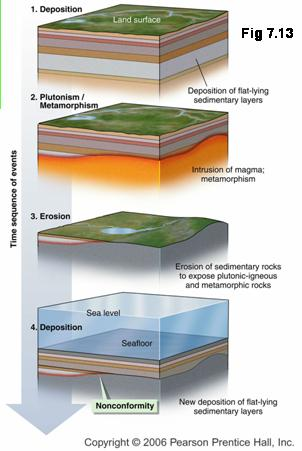 1. Deposition
Land surface
Fig 7.13
Deposition of flat-lying
sedimentary layers
2. Plutonism /
Metamorphism
Intrusion of magma;
metamorphism
Time sequence of events
3. Erosion
Erosion of sedimentary rocks
to expose plutonic-igneous
and metamorphic rocks
Sea level
4. Deposition
Seafloor
Nonconformity
New deposition of flat-lying
sedimentary layers
Copyright © 2006 Pearson Prentice Hall, Inc.